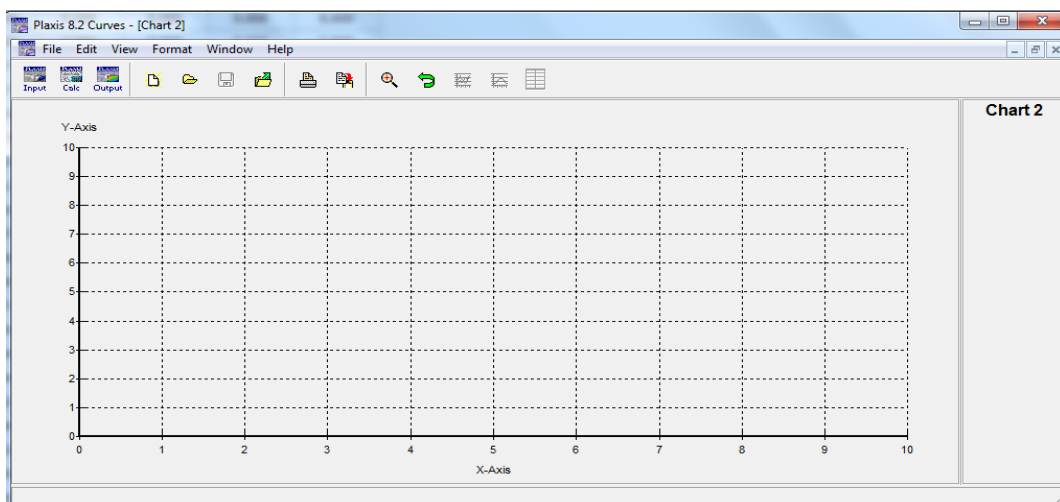 Plaxis 8.2 Curves - [Chart 2]
File Edit View Format Window Help
Input Calc Output
Chart 2
Y-Axis
10
9
8
7
6
5
4
3
2
1
0
0 1 2 3 4 5 6 7 8 9 10
X-Axis